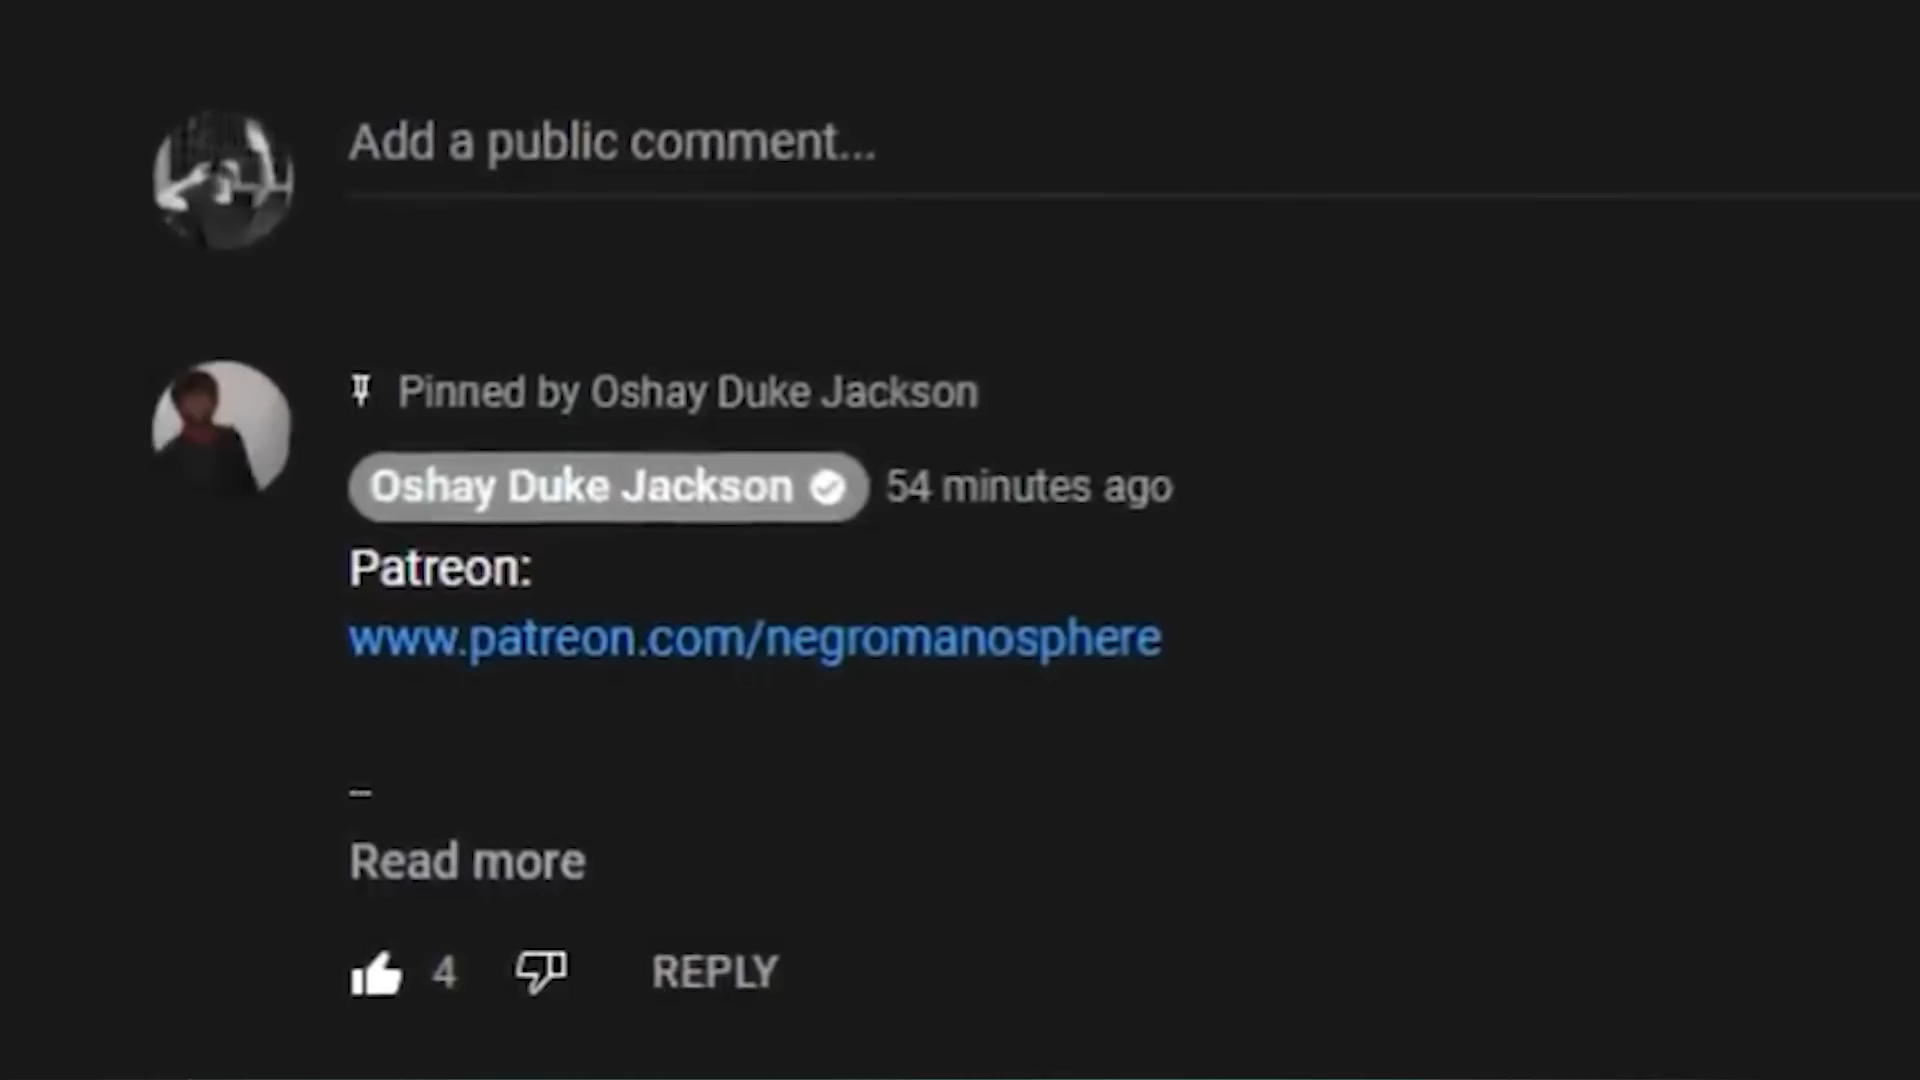 Add a public comment...
Pinned by Oshay Duke Jackson
Oshay Duke Jackson 54 minutes ago
Patreon:
www.patreon.com/negromanosphere
--
Read more
4 REPLY